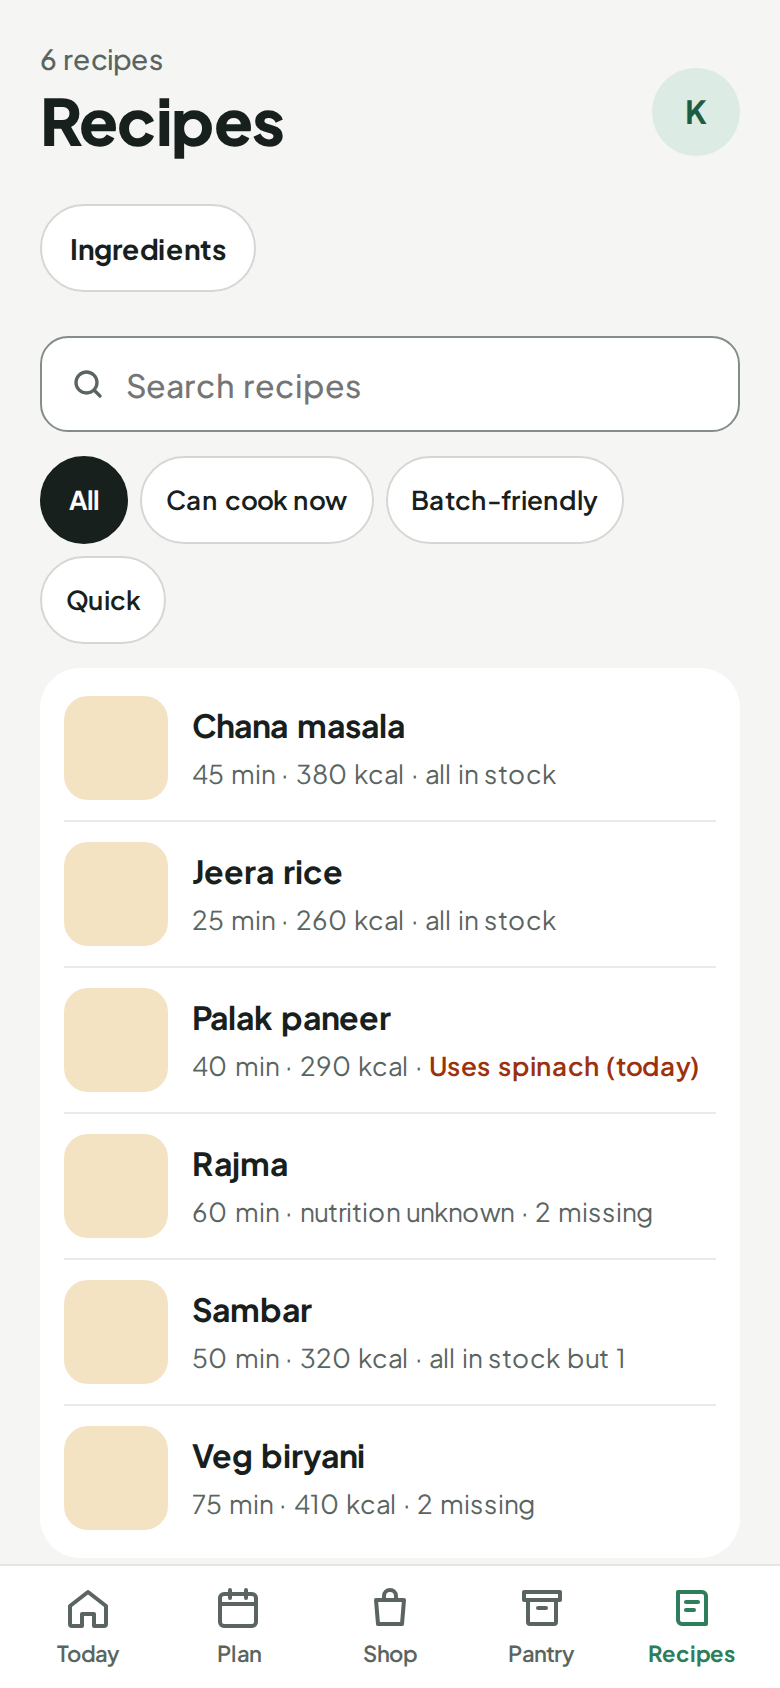 6 recipes
Recipes
K
Ingredients
Search recipes
All
Can cook now
Batch-friendly
Quick
Chana masala
45 min · 380 kcal · all in stock
Jeera rice
25 min · 260 kcal · all in stock
Palak paneer
40 min · 290 kcal · Uses spinach (today)
Rajma
60 min · nutrition unknown · 2 missing
Sambar
50 min · 320 kcal · all in stock but 1
Veg biryani
75 min · 410 kcal · 2 missing
Today
Plan
Shop
Pantry
Recipes